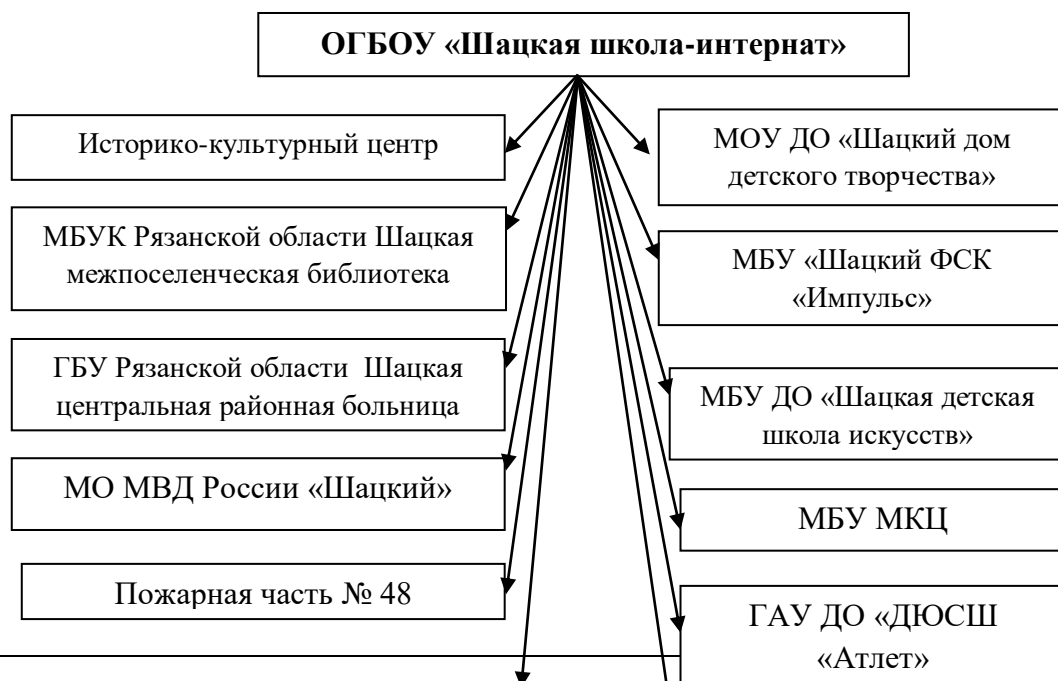 ОГБОУ «Шацкая школа-интернат»
Историко-культурный центр
МБУК Рязанской области Шацкая
межпоселенческая библиотека
ГБУ Рязанской области Шацкая
центральная районная больница
МО МВД России «Шацкий»
Пожарная часть № 48
МОУ ДО «Шацкий дом
детского творчества»
МБУ «Шацкий ФСК
«Импульс»
МБУ ДО «Шацкая детская
школа искусств»
МБУ МКЦ
ГАУ ДО «ДЮСШ
«Атлет»